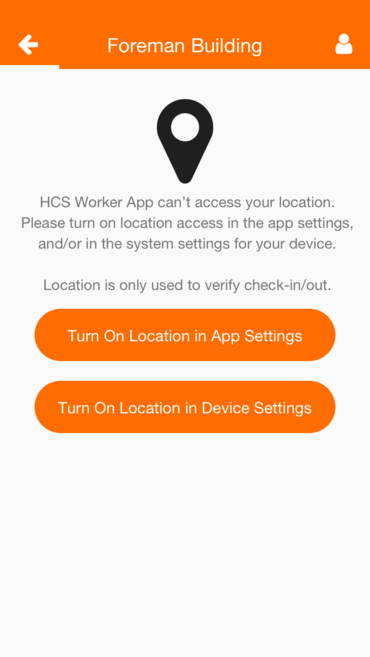 Foreman Building
HCS Worker App can't access your location.
Please turn on location access in the app settings,
and/or in the system settings for your device.
Location is only used to verify check-in/out.
Turn On Location in App Settings
Turn On Location in Device Settings